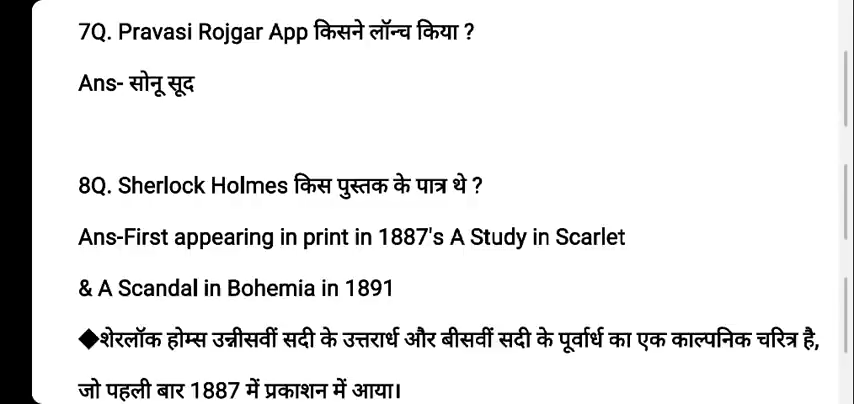 7Q. Pravasi Rojgar App किसने लॉन्च किया ?
Ans- सोनू सूद
8Q. Sherlock Holmes किस पुस्तक के पात्र थे ?
Ans-First appearing in print in 1887's A Study in Scarlet
& A Scandal in Bohemia in 1891
◆शेरलॉक होम्स उन्नीसवीं सदी के उत्तरार्ध और बीसवीं सदी के पूर्वार्ध का एक काल्पनिक चरित्र है,
जो पहली बार 1887 में प्रकाशन में आया।